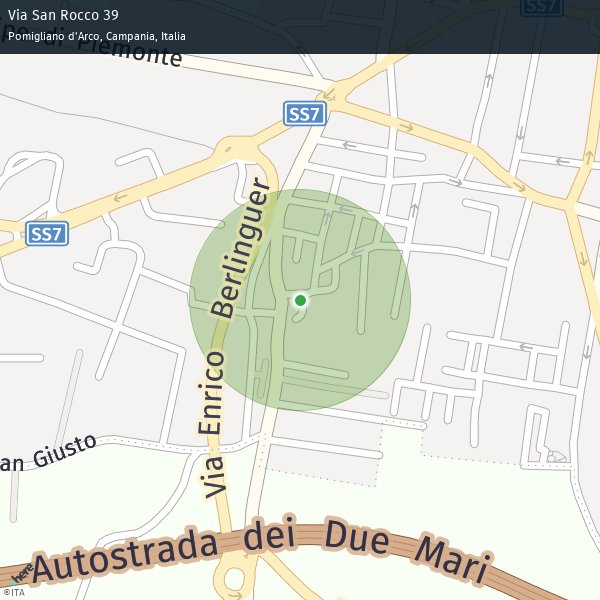 Via San Rocco 39
Pomigliano d'Arco, Campania, Italia
SS7
di Piemonte
SS7
SS7
Via Enrico Berlinguer
an Giusto
Autostrada dei Due Mari
here
©ITA